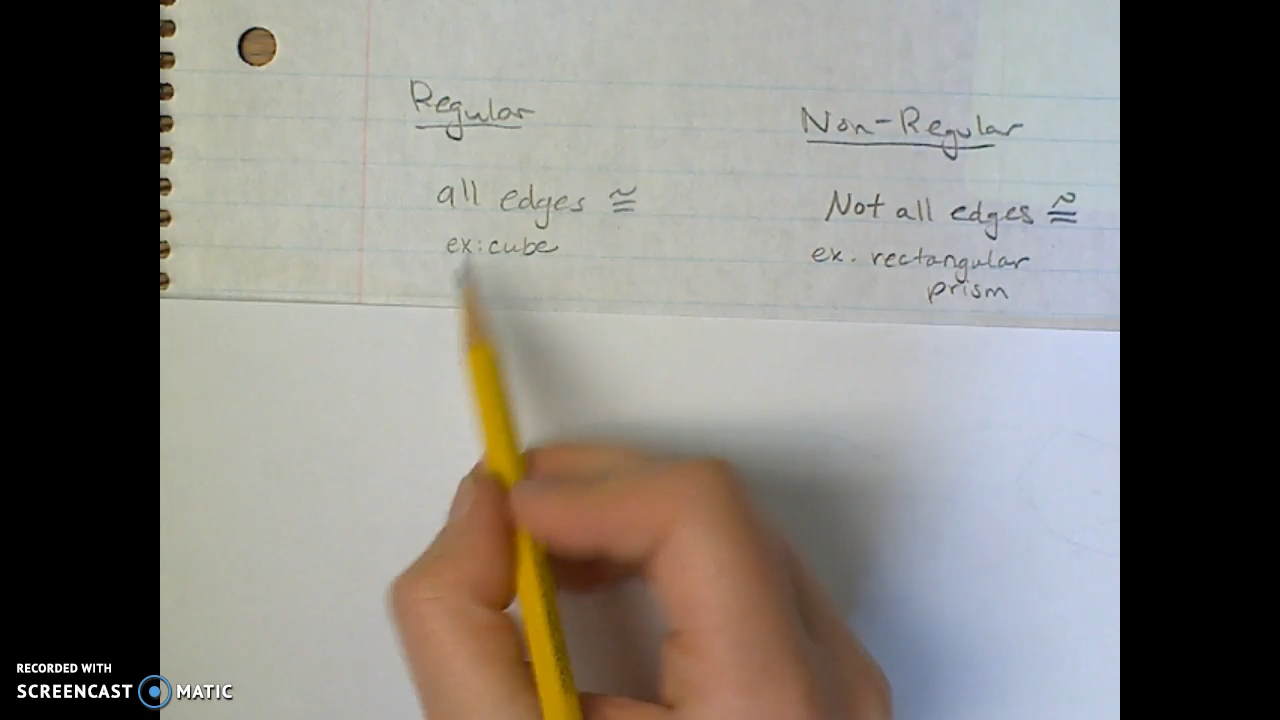 Regular
all edges ≅
ex: cube
Non-Regular
Not all edges ≅
ex. rectangular
prism
RECORDED WITH
SCREENCAST MATIC